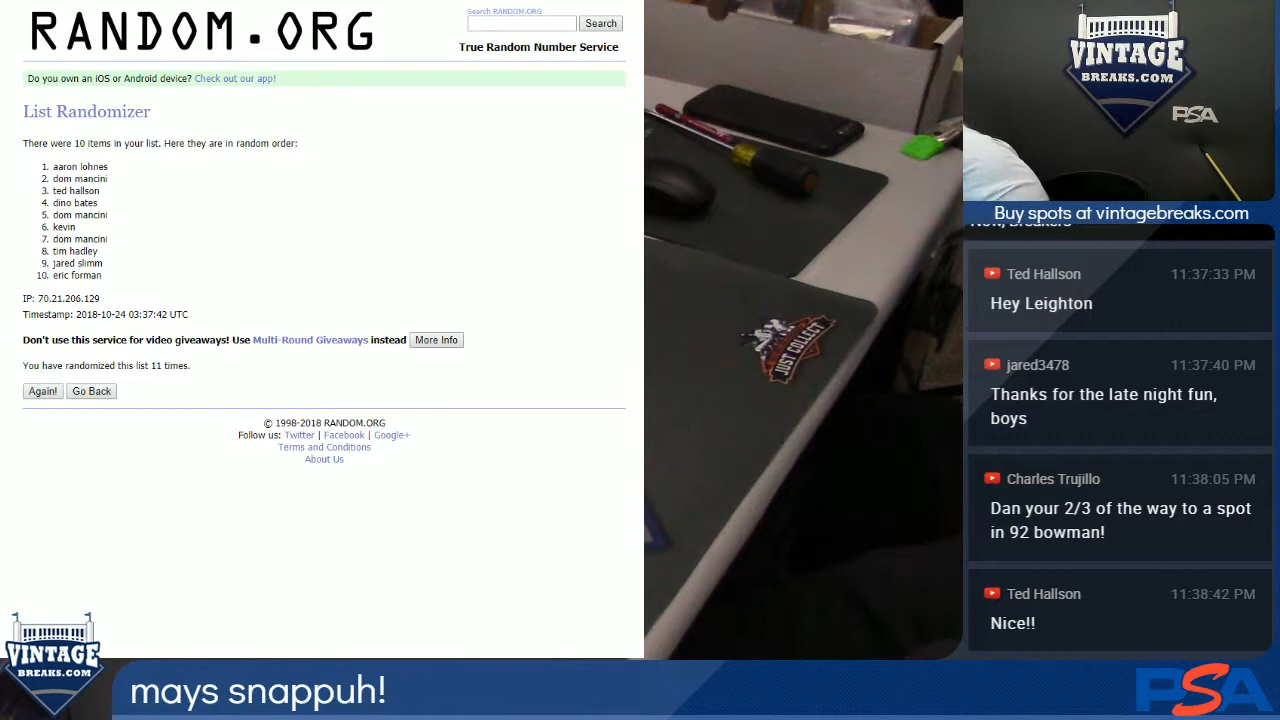 RANDOM.ORG
Search RANDOM.ORG
Search
True Random Number Service
Do you own an iOS or Android device? Check out our app!
List Randomizer
There were 10 items in your list. Here they are in random order:
1. aaron lohnes
2. dom mancini
3. ted hallson
4. dino bates
5. dom mancini
6. kevin
7. dom mancini
8. tim hadley
9. jared slimm
10. eric forman
IP: 70.21.206.129
Timestamp: 2018-10-24 03:37:42 UTC
Don't use this service for video giveaways! Use Multi-Round Giveaways instead More Info
You have randomized this list 11 times.
Again! Go Back
© 1998-2018 RANDOM.ORG
Follow us: Twitter | Facebook | Google+
Terms and Conditions
About Us
JUST COLLECT
VINTAGE
BREAKS.COM
PSA
Buy spots at vintagebreaks.com
Ted Hallson 11:37:33 PM
Hey Leighton
jared3478 11:37:40 PM
Thanks for the late night fun,
boys
Charles Trujillo 11:38:05 PM
Dan your 2/3 of the way to a spot
in 92 bowman!
Ted Hallson 11:38:42 PM
Nice!!
VINTAGE
BREAKS.COM
mays snappuh!
PSA